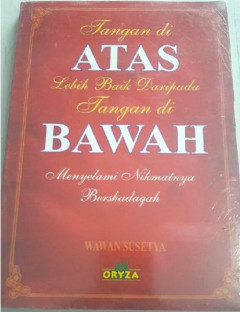 Tangan di
ATAS
Lebih Baik Daripada
Tangan di
BAWAH
Menyelami Nikmatnya
Bershadaqah
WAWAN SUSETYA
ORYZA